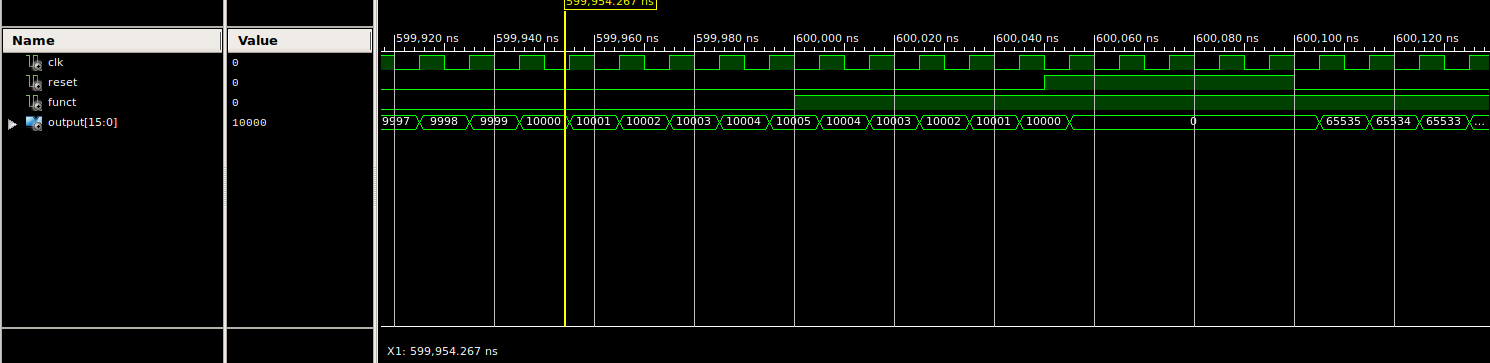 599,954.267 ns
Name Value
599,920 ns 599,940 ns 599,960 ns 599,980 ns 600,000 ns 600,020 ns 600,040 ns 600,060 ns 600,080 ns 600,100 ns 600,120 ns
clk 0
reset 0
funct 0
output[15:0] 10000 9997 9998 9999 10000 10001 10002 10003 10004 10005 10004 10003 10002 10001 10000 0 65535 65534 65533 ...
X1: 599,954.267 ns